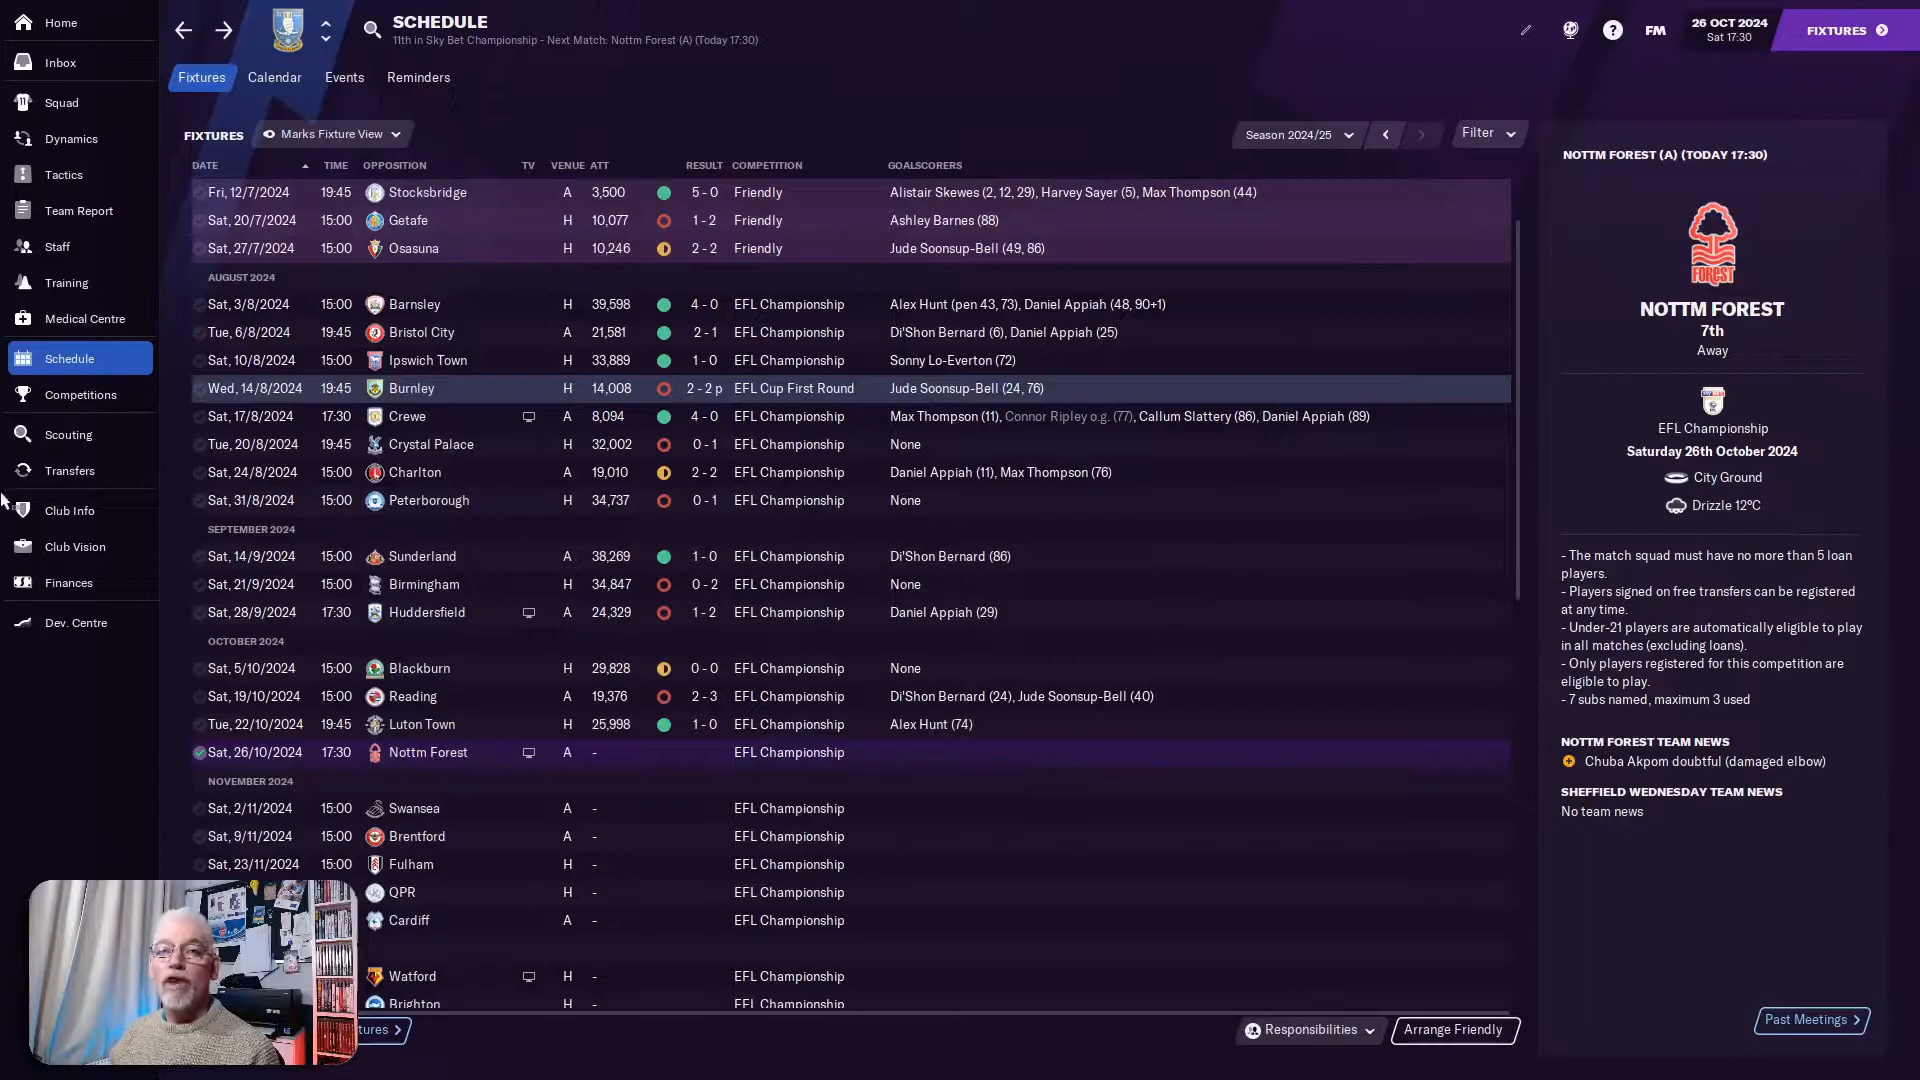 Home
Inbox
Squad
Dynamics
Tactics
Team Report
Staff
Training
Medical Centre
Schedule
Competitions
Scouting
Transfers
Club Info
Club Vision
Finances
Dev. Centre
SCHEDULE
11th in Sky Bet Championship - Next Match: Nottm Forest (A) (Today 17:30)
FM
26 OCT 2024
Sat 17:30
FIXTURES
Fixtures Calendar Events Reminders
FIXTURES Marks Fixture View Season 2024/25 Filter
DATE TIME OPPOSITION TV VENUE ATT RESULT COMPETITION GOALSCORERS
Fri, 12/7/2024 19:45 Stocksbridge A 3,500 5 - 0 Friendly Alistair Skewes (2, 12, 29), Harvey Sayer (5), Max Thompson (44)
Sat, 20/7/2024 15:00 Getafe H 10,077 1 - 2 Friendly Ashley Barnes (88)
Sat, 27/7/2024 15:00 Osasuna H 10,246 2 - 2 Friendly Jude Soonsup-Bell (49, 86)
AUGUST 2024
Sat, 3/8/2024 15:00 Barnsley H 39,598 4 - 0 EFL Championship Alex Hunt (pen 43, 73), Daniel Appiah (48, 90+1)
Tue, 6/8/2024 19:45 Bristol City A 21,581 2 - 1 EFL Championship Di'Shon Bernard (6), Daniel Appiah (25)
Sat, 10/8/2024 15:00 Ipswich Town H 33,889 1 - 0 EFL Championship Sonny Lo-Everton (72)
Wed, 14/8/2024 19:45 Burnley H 14,008 2 - 2 p EFL Cup First Round Jude Soonsup-Bell (24, 76)
Sat, 17/8/2024 17:30 Crewe A 8,094 4 - 0 EFL Championship Max Thompson (11), Connor Ripley o.g. (77), Callum Slattery (86), Daniel Appiah (89)
Tue, 20/8/2024 19:45 Crystal Palace H 32,002 0 - 1 EFL Championship None
Sat, 24/8/2024 15:00 Charlton A 19,010 2 - 2 EFL Championship Daniel Appiah (11), Max Thompson (76)
Sat, 31/8/2024 15:00 Peterborough H 34,737 0 - 1 EFL Championship None
SEPTEMBER 2024
Sat, 14/9/2024 15:00 Sunderland A 38,269 1 - 0 EFL Championship Di'Shon Bernard (86)
Sat, 21/9/2024 15:00 Birmingham H 34,847 0 - 2 EFL Championship None
Sat, 28/9/2024 17:30 Huddersfield A 24,329 1 - 2 EFL Championship Daniel Appiah (29)
OCTOBER 2024
Sat, 5/10/2024 15:00 Blackburn H 29,828 0 - 0 EFL Championship None
Sat, 19/10/2024 15:00 Reading A 19,376 2 - 3 EFL Championship Di'Shon Bernard (24), Jude Soonsup-Bell (40)
Tue, 22/10/2024 19:45 Luton Town H 25,998 1 - 0 EFL Championship Alex Hunt (74)
Sat, 26/10/2024 17:30 Nottm Forest A - EFL Championship
NOVEMBER 2024
Sat, 2/11/2024 15:00 Swansea A - EFL Championship
Sat, 9/11/2024 15:00 Brentford A - EFL Championship
Sat, 23/11/2024 15:00 Fulham H - EFL Championship
QPR H - EFL Championship
Cardiff A - EFL Championship
Watford H - EFL Championship
Brighton H - EFL Championship
tures
Responsibilities
Arrange Friendly
NOTTM FOREST (A) (TODAY 17:30)
FOREST
NOTTM FOREST
7th
Away
EFL Championship
Saturday 26th October 2024
City Ground
Drizzle 12ºC
- The match squad must have no more than 5 loan
players.
- Players signed on free transfers can be registered
at any time.
- Under-21 players are automatically eligible to play
in all matches (excluding loans).
- Only players registered for this competition are
eligible to play.
- 7 subs named, maximum 3 used
NOTTM FOREST TEAM NEWS
Chuba Akpom doubtful (damaged elbow)
SHEFFIELD WEDNESDAY TEAM NEWS
No team news
Past Meetings